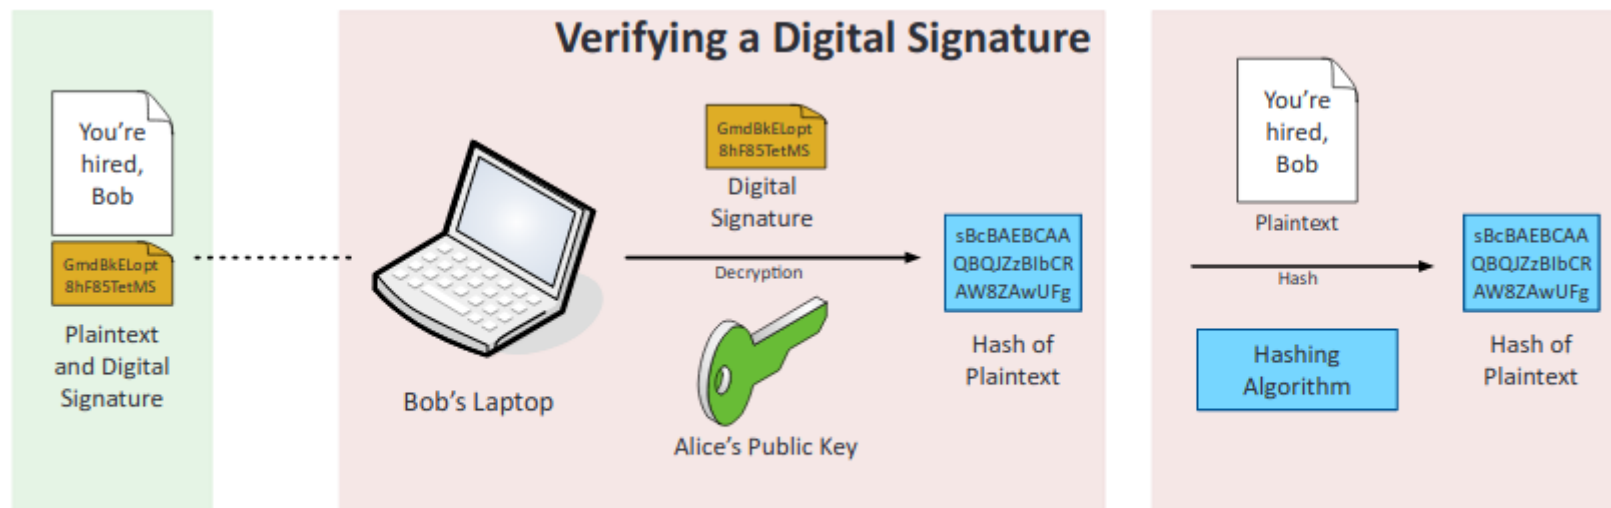 Verifying a Digital Signature
You're
hired,
Bob
GmdBkELopt
8hF85TetMS
Plaintext
and Digital
Signature
Bob's Laptop
GmdBkELopt
8hF85TetMS
Digital
Signature
Decryption
Alice's Public Key
sBcBAEBCAA
QBQJZzBIbCR
AW8ZAwUFg
Hash of
Plaintext
You're
hired,
Bob
Plaintext
Hash
Hashing
Algorithm
sBcBAEBCAA
QBQJZzBIbCR
AW8ZAwUFg
Hash of
Plaintext